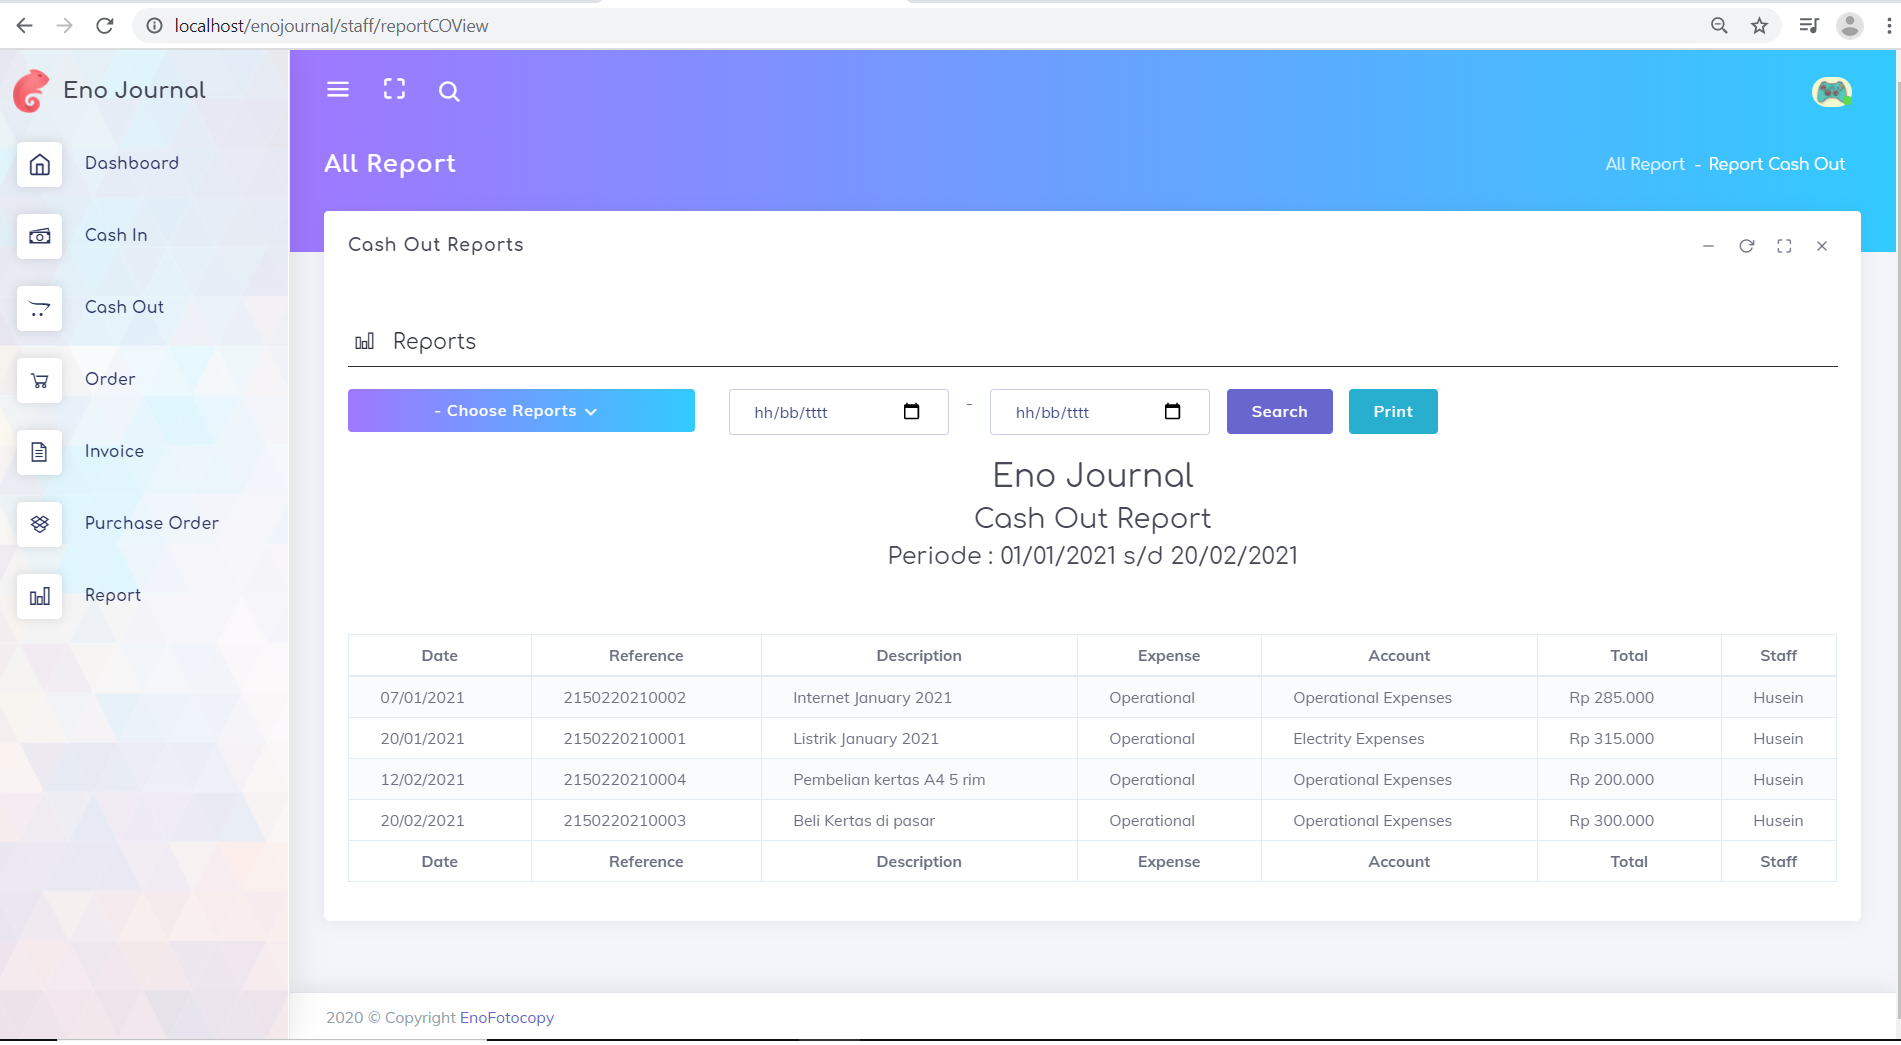 localhost/enojournal/staff/reportCOView
Eno Journal
Dashboard
Cash In
Cash Out
Order
Invoice
Purchase Order
Report
All Report
All Report - Report Cash Out
Cash Out Reports
Reports
- Choose Reports
hh/bb/tttt - hh/bb/tttt Search Print
Eno Journal
Cash Out Report
Periode : 01/01/2021 s/d 20/02/2021
Date Reference Description Expense Account Total Staff
07/01/2021 2150220210002 Internet January 2021 Operational Operational Expenses Rp 285.000 Husein
20/01/2021 2150220210001 Listrik January 2021 Operational Electrity Expenses Rp 315.000 Husein
12/02/2021 2150220210004 Pembelian kertas A4 5 rim Operational Operational Expenses Rp 200.000 Husein
20/02/2021 2150220210003 Beli Kertas di pasar Operational Operational Expenses Rp 300.000 Husein
Date Reference Description Expense Account Total Staff
2020 © Copyright EnoFotocopy